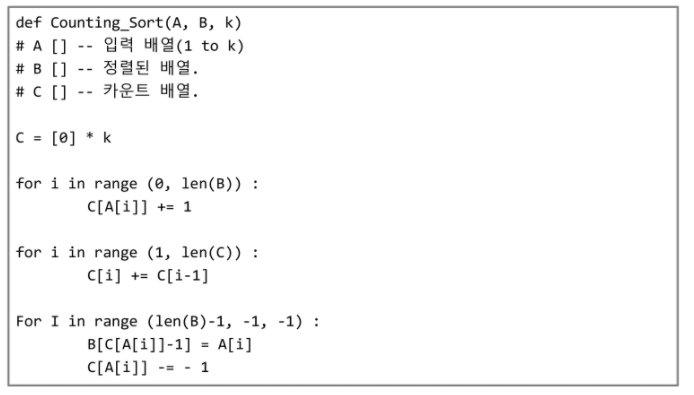 def Counting_Sort(A, B, k)
# A [] -- 입력 배열(1 to k)
# B [] -- 정렬된 배열.
# C [] -- 카운트 배열.
C = [0] * k
for i in range (0, len(B)) :
C[A[i]] += 1
for i in range (1, len(C)) :
C[i] += C[i-1]
For I in range (len(B)-1, -1, -1) :
B[C[A[i]]-1] = A[i]
C[A[i]] -= - 1